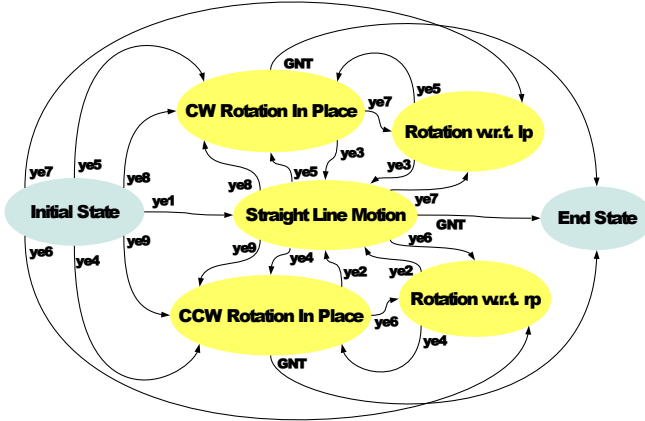 GNT
ye5
CW Rotation In Place
ye7
Rotation w.r.t. lp
ye7
ye5
ye8
ye3
ye3
ye8
ye5
ye7
Initial State
ye1
Straight Line Motion
End State
GNT
ye6
ye9
ye4
ye9
ye4
ye2
ye2
ye6
CCW Rotation In Place
ye6
Rotation w.r.t. rp
ye4
GNT